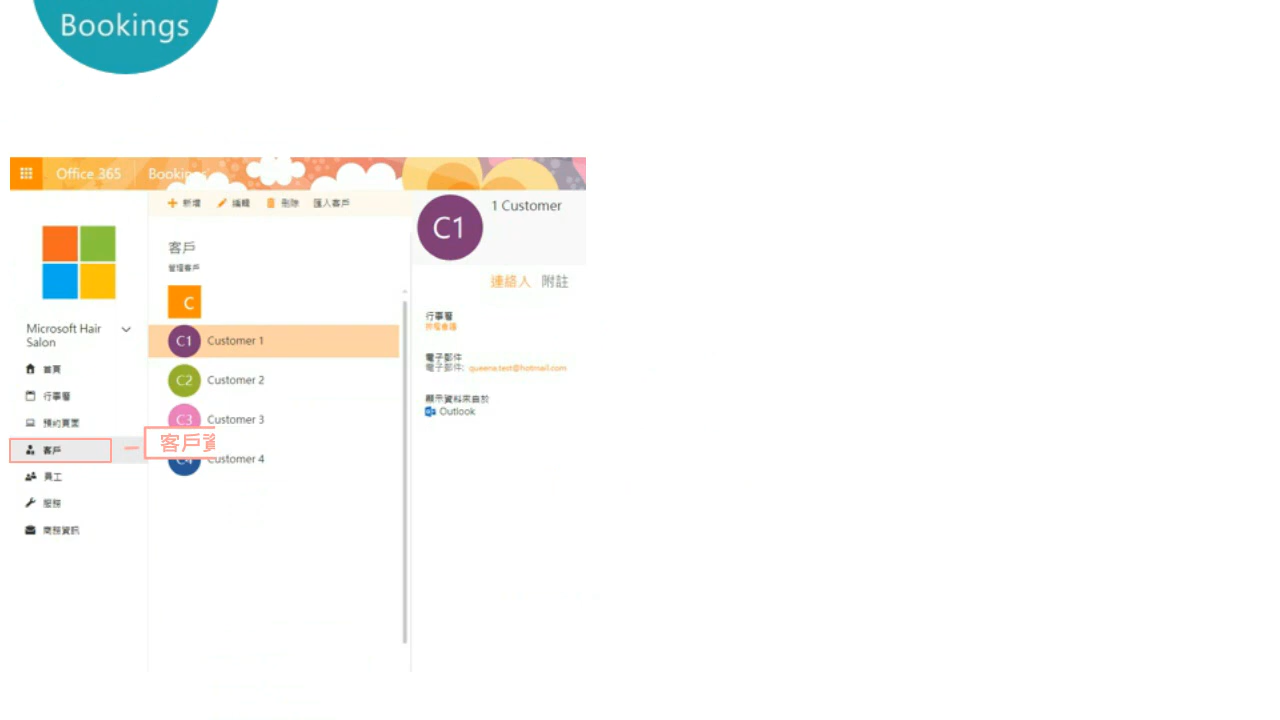 Bookings
Office 365
Bookings
新增 編輯 刪除 匯入客戶
1 Customer
C1
客戶
管理客戶
連絡人 附註
C
Microsoft Hair
Salon
C1 Customer 1
C2 Customer 2
C3 Customer 3
C4 Customer 4
首頁
行事曆
預約頁面
客戶
客戶資
員工
服務
商務資訊
行事曆
電子郵件
電子郵件: queena.test@hotmail.com
顯示資料來自於
Outlook